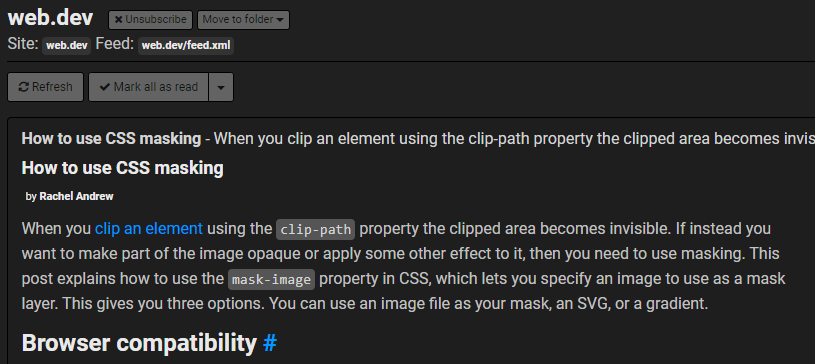 web.dev × Unsubscribe Move to folder
Site: web.dev Feed: web.dev/feed.xml
Refresh Mark all as read
How to use CSS masking - When you clip an element using the clip-path property the clipped area becomes invis
How to use CSS masking
by Rachel Andrew
When you clip an element using the clip-path property the clipped area becomes invisible. If instead you
want to make part of the image opaque or apply some other effect to it, then you need to use masking. This
post explains how to use the mask-image property in CSS, which lets you specify an image to use as a mask
layer. This gives you three options. You can use an image file as your mask, an SVG, or a gradient.
Browser compatibility #